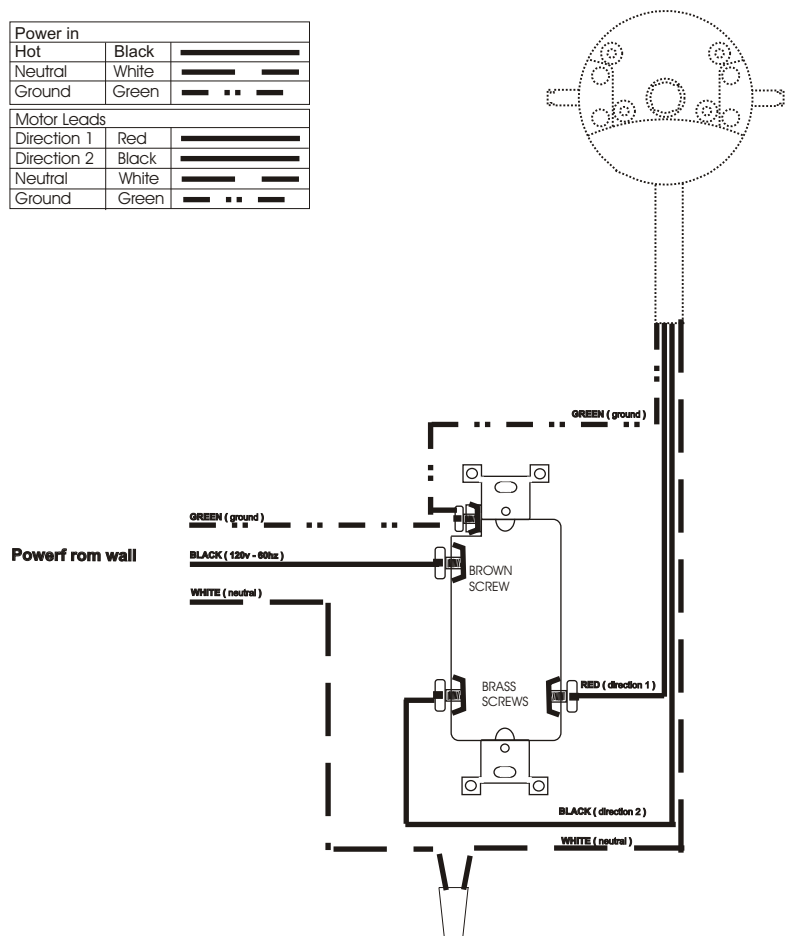 Power in
Hot Black
Neutral White
Ground Green
Motor Leads
Direction 1 Red
Direction 2 Black
Neutral White
Ground Green
GREEN ( ground )
GREEN ( ground )
Powerf rom wall
BLACK ( 120v - 60hz )
BROWN
SCREW
WHITE ( neutral )
BRASS
SCREWS
RED ( direction 1 )
BLACK ( direction 2 )
WHITE ( neutral )